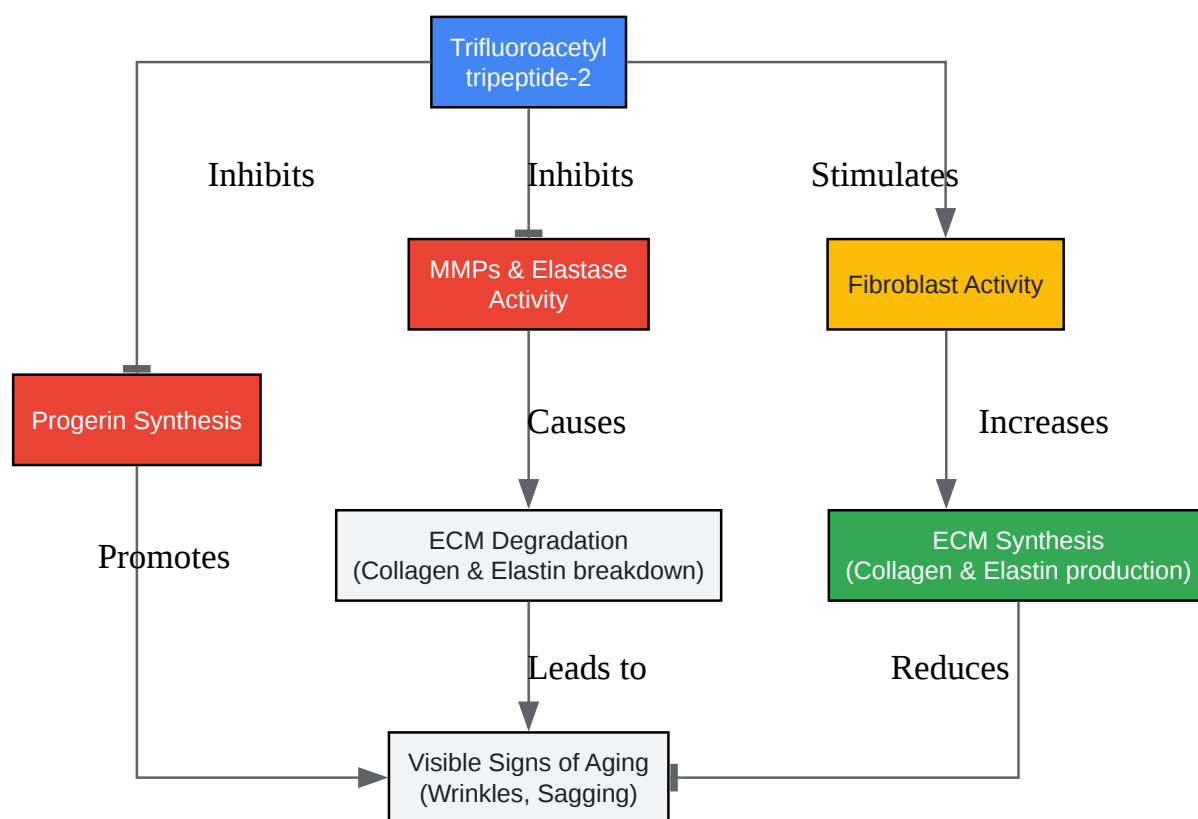 Trifluoroacetyl
tripeptide-2
Inhibits
Inhibits
Stimulates
MMPs & Elastase
Activity
Fibroblast Activity
Progerin Synthesis
Causes
Increases
Promotes
ECM Degradation
(Collagen & Elastin breakdown)
ECM Synthesis
(Collagen & Elastin production)
Leads to
Reduces
Visible Signs of Aging
(Wrinkles, Sagging)